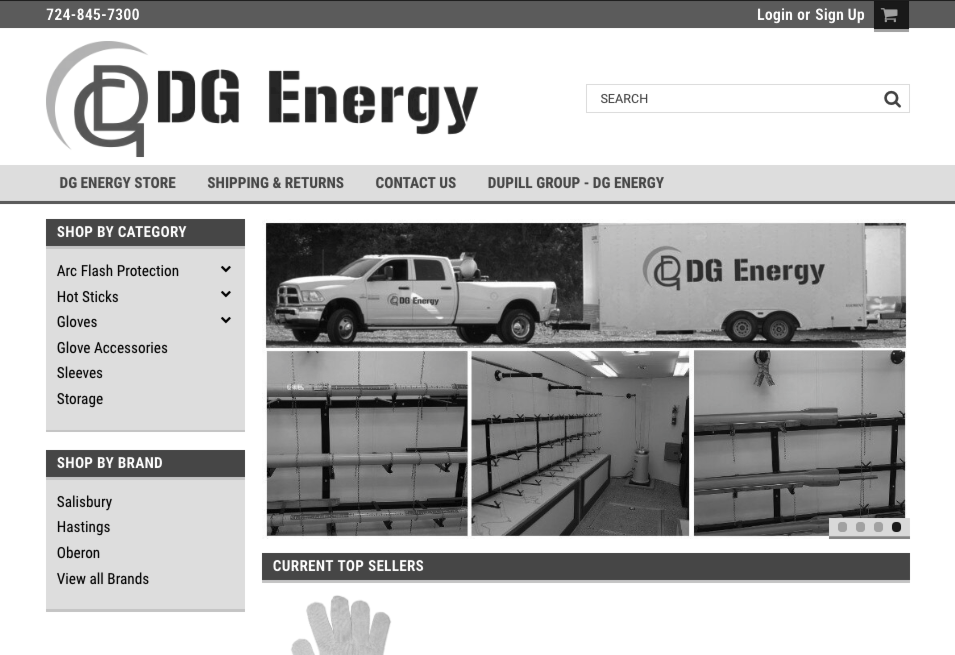 724-845-7300
Login or Sign Up
DG Energy
SEARCH
DG ENERGY STORE
SHIPPING & RETURNS
CONTACT US
DUPILL GROUP - DG ENERGY
SHOP BY CATEGORY
Arc Flash Protection
Hot Sticks
Gloves
Glove Accessories
Sleeves
Storage
SHOP BY BRAND
Salisbury
Hastings
Oberon
View all Brands
DG Energy
DG Energy
CURRENT TOP SELLERS